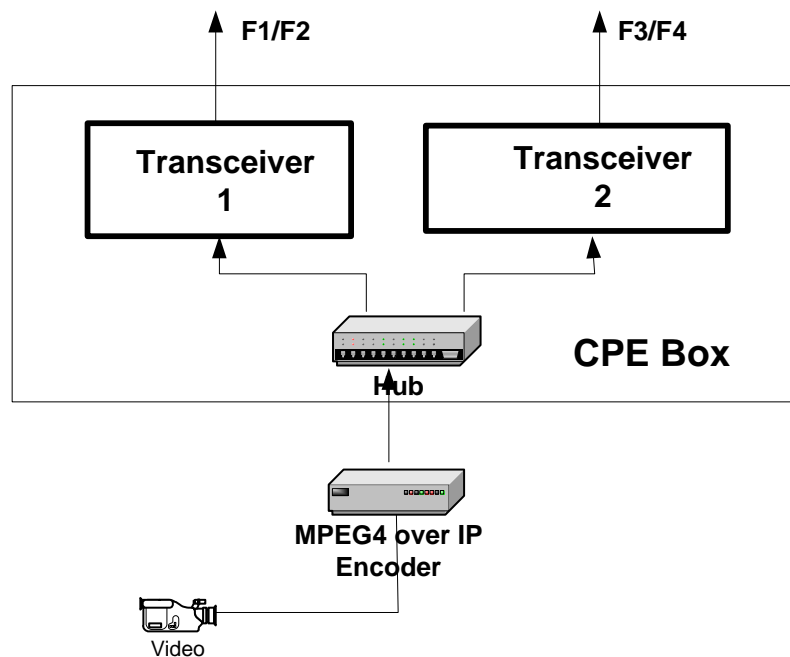 F1/F2
F3/F4
Transceiver
1
Transceiver
2
CPE Box
Hub
MPEG4 over IP
Encoder
Video